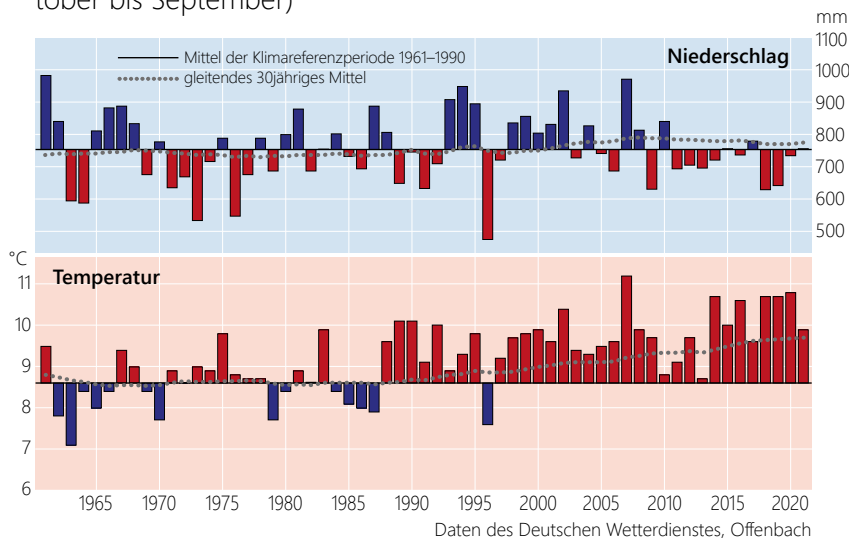 tober bis September)
mm
1100
Niederschlag
Mittel der Klimareferenzperiode 1961–1990
gleitendes 30jähriges Mittel
1000
900
800
700
600
500
°C
Temperatur
11
10
9
8
7
6
1965 1970 1975 1980 1985 1990 1995 2000 2005 2010 2015 2020
Daten des Deutschen Wetterdienstes, Offenbach